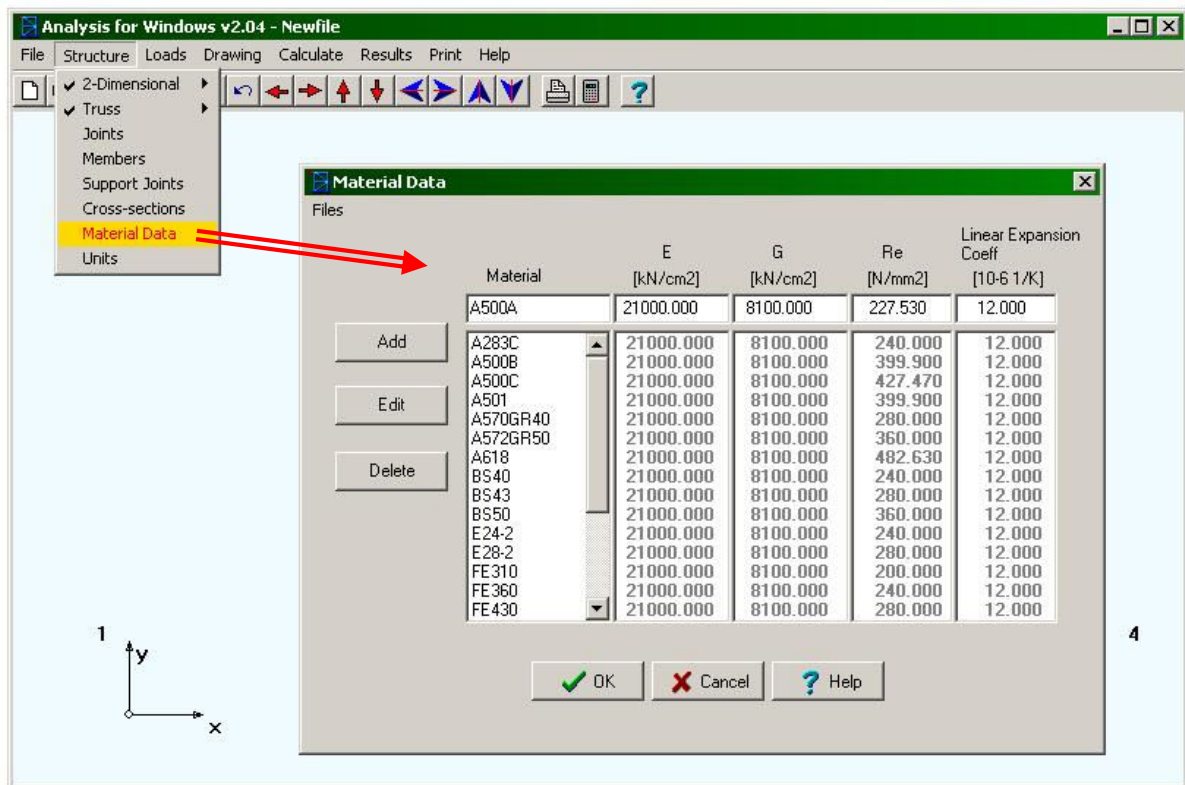 Analysis for Windows v2.04 - Newfile
File Structure Loads Drawing Calculate Results Print Help
2-Dimensional
Truss
Joints
Members
Support Joints
Cross-sections
Material Data
Units
Material Data
Files
Material E [kN/cm2] G [kN/cm2] Re [N/mm2] Linear Expansion Coeff [10-6 1/K]
A500A 21000.000 8100.000 227.530 12.000
Add
Edit
Delete
A283C 21000.000 8100.000 240.000 12.000
A500B 21000.000 8100.000 399.900 12.000
A500C 21000.000 8100.000 427.470 12.000
A501 21000.000 8100.000 399.900 12.000
A570GR40 21000.000 8100.000 280.000 12.000
A572GR50 21000.000 8100.000 360.000 12.000
A618 21000.000 8100.000 482.630 12.000
BS40 21000.000 8100.000 240.000 12.000
BS43 21000.000 8100.000 280.000 12.000
BS50 21000.000 8100.000 360.000 12.000
E24-2 21000.000 8100.000 240.000 12.000
E28-2 21000.000 8100.000 280.000 12.000
FE310 21000.000 8100.000 200.000 12.000
FE360 21000.000 8100.000 240.000 12.000
FE430 21000.000 8100.000 280.000 12.000
OK Cancel ? Help
1
y
x
4